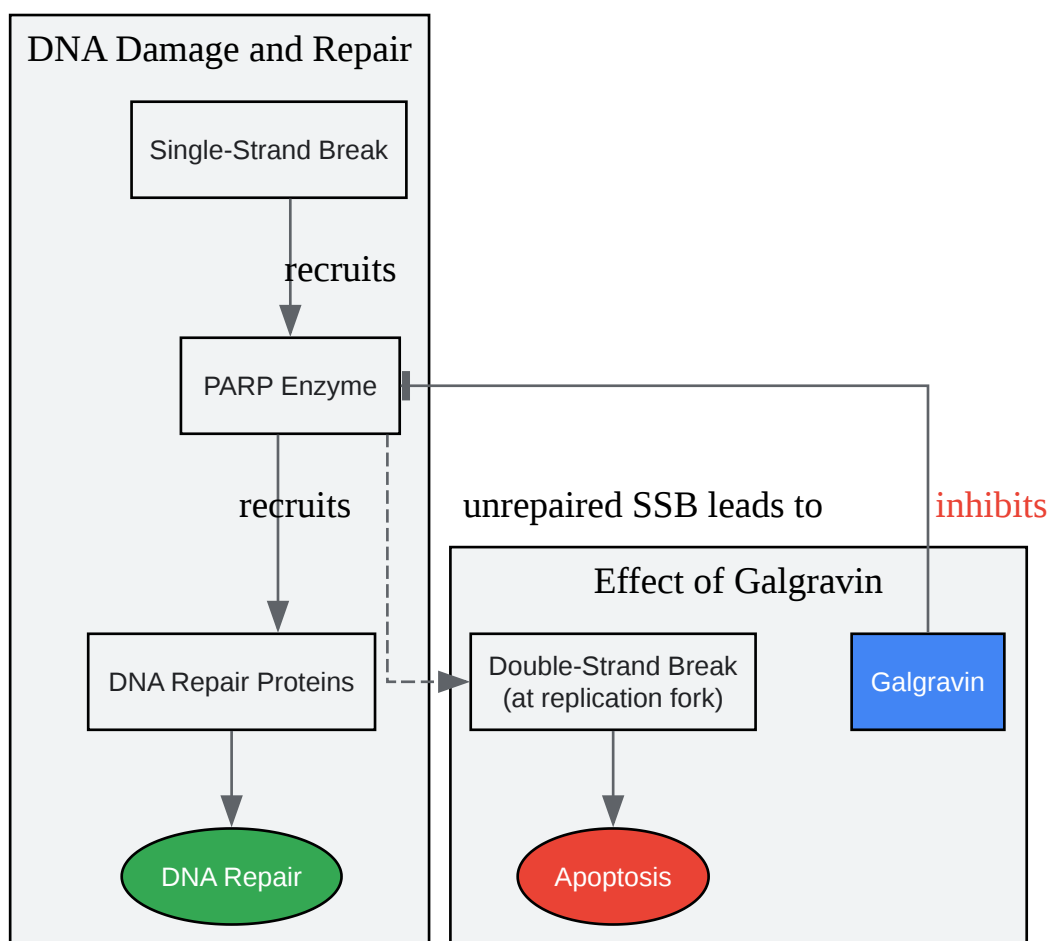 DNA Damage and Repair
Single-Strand Break
recruits
PARP Enzyme
recruits
unrepaired SSB leads to
inhibits
Effect of Galgravin
DNA Repair Proteins
Double-Strand Break
(at replication fork)
Galgravin
DNA Repair
Apoptosis